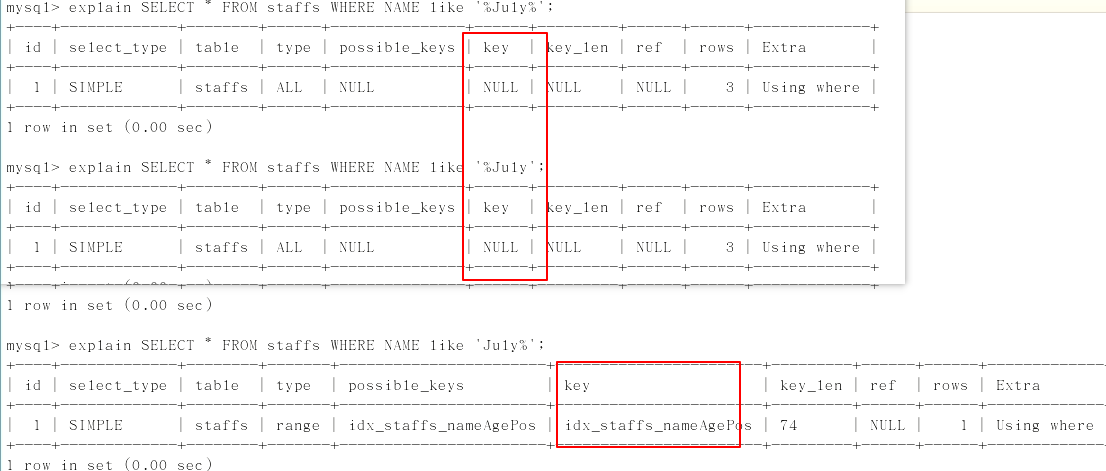 mysql> explain SELECT * FROM staffs WHERE NAME like '%July%';
+----+-------------+--------+------+---------------+------+---------+------+------+-------------+
| id | select_type | table | type | possible_keys | key | key_len | ref | rows | Extra |
+----+-------------+--------+------+---------------+------+---------+------+------+-------------+
| 1 | SIMPLE | staffs | ALL | NULL | NULL | NULL | NULL | 3 | Using where |
+----+-------------+--------+------+---------------+------+---------+------+------+-------------+
1 row in set (0.00 sec)
mysql> explain SELECT * FROM staffs WHERE NAME like '%July';
+----+-------------+--------+------+---------------+------+---------+------+------+-------------+
| id | select_type | table | type | possible_keys | key | key_len | ref | rows | Extra |
+----+-------------+--------+------+---------------+------+---------+------+------+-------------+
| 1 | SIMPLE | staffs | ALL | NULL | NULL | NULL | NULL | 3 | Using where |
+----+-------------+--------+------+---------------+------+---------+------+------+-------------+
1 row in set (0.00 sec)
mysql> explain SELECT * FROM staffs WHERE NAME like 'July%';
+----+-------------+--------+-------+-----------------------+-----------------------+---------+------+------+-------------
| id | select_type | table | type | possible_keys | key | key_len | ref | rows | Extra
+----+-------------+--------+-------+-----------------------+-----------------------+---------+------+------+-------------
| 1 | SIMPLE | staffs | range | idx_staffs_nameAgePos | idx_staffs_nameAgePos | 74 | NULL | 1 | Using where
+----+-------------+--------+-------+-----------------------+-----------------------+---------+------+------+-------------
1 row in set (0.00 sec)